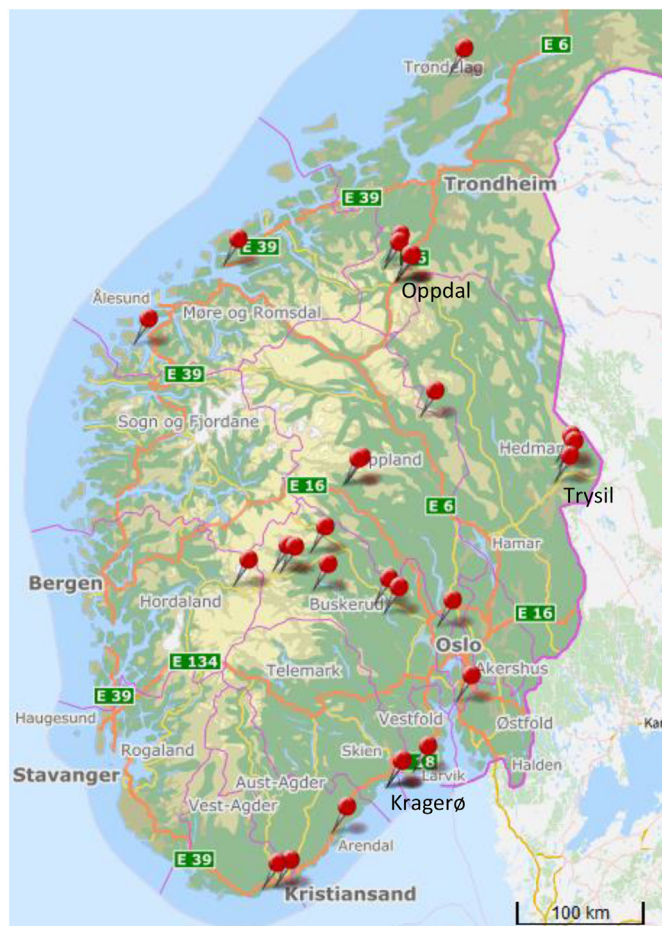 E 6
Trøndelag
Trondheim
E 39
E 39
Oppdal
Ålesund
Møre og Romsdal
E 39
Sogn og Fjordane
Hedmar
Oppland
E 16
Trysil
E 6
Hamar
Bergen
Hordaland
Buskerud
E 16
Oslo
E 134
Telemark
Akershus
E 39
Haugesund
Vestfold
Østfold
Rogaland
Skien
Stavanger
Larvik
Halden
Aust-Agder
Vest-Agder
Kragerø
Arendal
E 39
Kristiansand
100 km